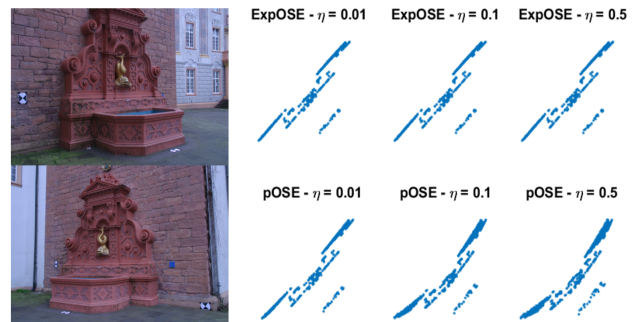 ExpOSE - η = 0.01
ExpOSE - η = 0.1
ExpOSE - η = 0.5
pOSE - η = 0.01
pOSE - η = 0.1
pOSE - η = 0.5